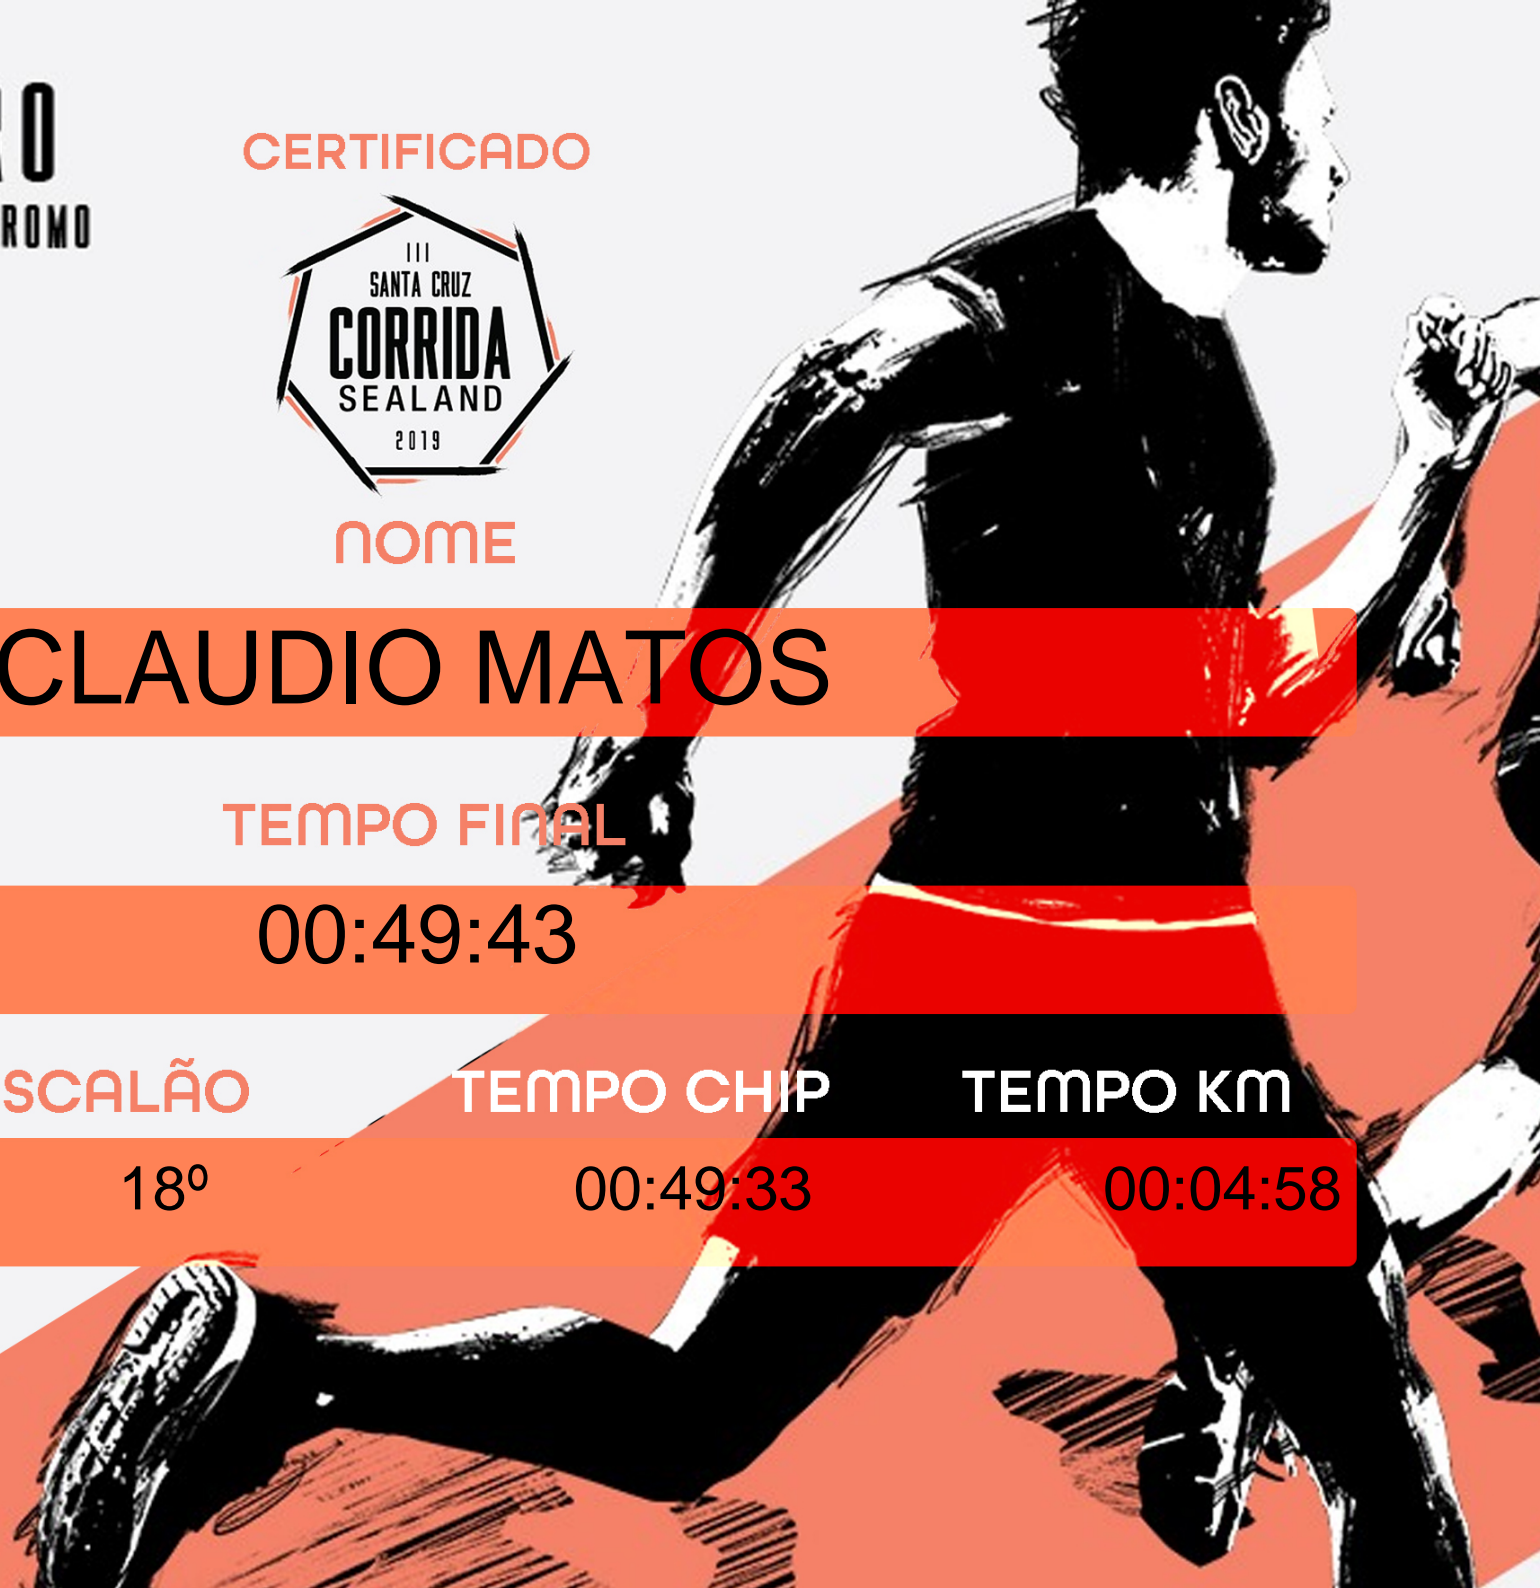 CERTIFICADO
III
SANTA CRUZ
CORRIDA
SEALAND
2019
NOME
CLAUDIO MATOS
TEMPO FINAL
00:49:43
TEMPO CHIP TEMPO KM
18º 00:49:33 00:04:58